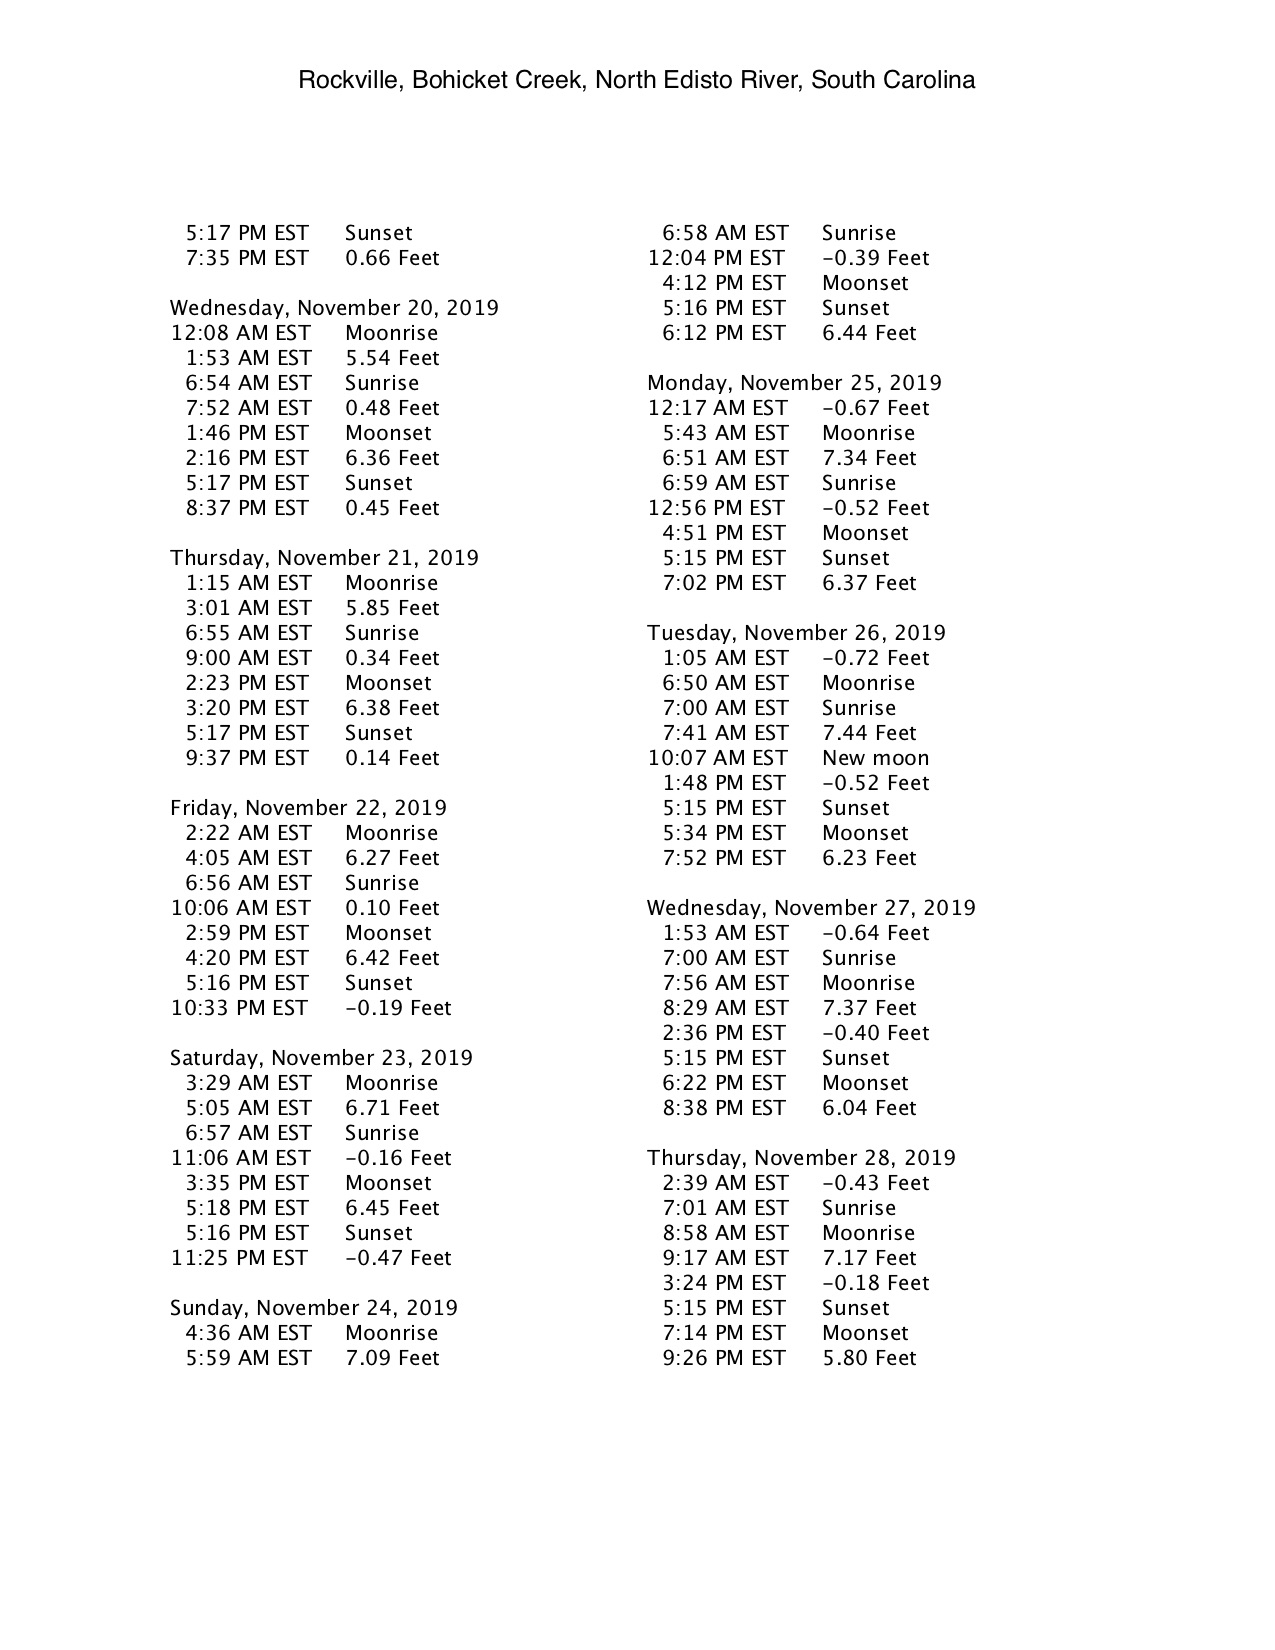 Rockville, Bohicket Creek, North Edisto River, South Carolina
5:17 PM EST Sunset
7:35 PM EST 0.66 Feet
Wednesday, November 20, 2019
12:08 AM EST Moonrise
1:53 AM EST 5.54 Feet
6:54 AM EST Sunrise
7:52 AM EST 0.48 Feet
1:46 PM EST Moonset
2:16 PM EST 6.36 Feet
5:17 PM EST Sunset
8:37 PM EST 0.45 Feet
Thursday, November 21, 2019
1:15 AM EST Moonrise
3:01 AM EST 5.85 Feet
6:55 AM EST Sunrise
9:00 AM EST 0.34 Feet
2:23 PM EST Moonset
3:20 PM EST 6.38 Feet
5:17 PM EST Sunset
9:37 PM EST 0.14 Feet
Friday, November 22, 2019
2:22 AM EST Moonrise
4:05 AM EST 6.27 Feet
6:56 AM EST Sunrise
10:06 AM EST 0.10 Feet
2:59 PM EST Moonset
4:20 PM EST 6.42 Feet
5:16 PM EST Sunset
10:33 PM EST -0.19 Feet
Saturday, November 23, 2019
3:29 AM EST Moonrise
5:05 AM EST 6.71 Feet
6:57 AM EST Sunrise
11:06 AM EST -0.16 Feet
3:35 PM EST Moonset
5:18 PM EST 6.45 Feet
5:16 PM EST Sunset
11:25 PM EST -0.47 Feet
Sunday, November 24, 2019
4:36 AM EST Moonrise
5:59 AM EST 7.09 Feet
6:58 AM EST Sunrise
12:04 PM EST -0.39 Feet
4:12 PM EST Moonset
5:16 PM EST Sunset
6:12 PM EST 6.44 Feet
Monday, November 25, 2019
12:17 AM EST -0.67 Feet
5:43 AM EST Moonrise
6:51 AM EST 7.34 Feet
6:59 AM EST Sunrise
12:56 PM EST -0.52 Feet
4:51 PM EST Moonset
5:15 PM EST Sunset
7:02 PM EST 6.37 Feet
Tuesday, November 26, 2019
1:05 AM EST -0.72 Feet
6:50 AM EST Moonrise
7:00 AM EST Sunrise
7:41 AM EST 7.44 Feet
10:07 AM EST New moon
1:48 PM EST -0.52 Feet
5:15 PM EST Sunset
5:34 PM EST Moonset
7:52 PM EST 6.23 Feet
Wednesday, November 27, 2019
1:53 AM EST -0.64 Feet
7:00 AM EST Sunrise
7:56 AM EST Moonrise
8:29 AM EST 7.37 Feet
2:36 PM EST -0.40 Feet
5:15 PM EST Sunset
6:22 PM EST Moonset
8:38 PM EST 6.04 Feet
Thursday, November 28, 2019
2:39 AM EST -0.43 Feet
7:01 AM EST Sunrise
8:58 AM EST Moonrise
9:17 AM EST 7.17 Feet
3:24 PM EST -0.18 Feet
5:15 PM EST Sunset
7:14 PM EST Moonset
9:26 PM EST 5.80 Feet